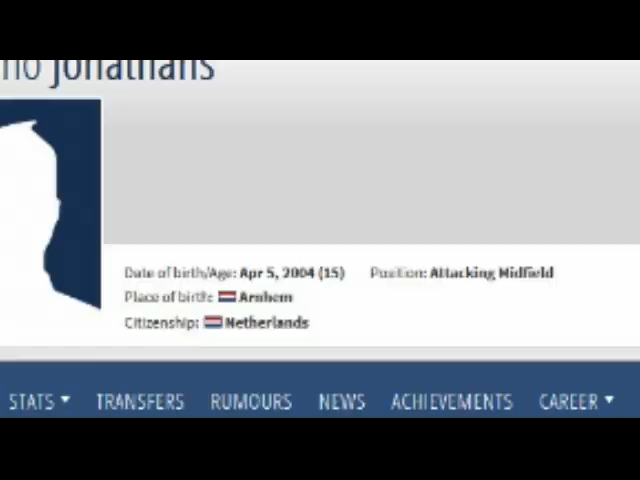 no Jonathans
Date of birth/Age: Apr 5, 2004 (15) Position: Attacking Midfield
Place of birth: Arnhem
Citizenship: Netherlands
STATS TRANSFERS RUMOURS NEWS ACHIEVEMENTS CAREER